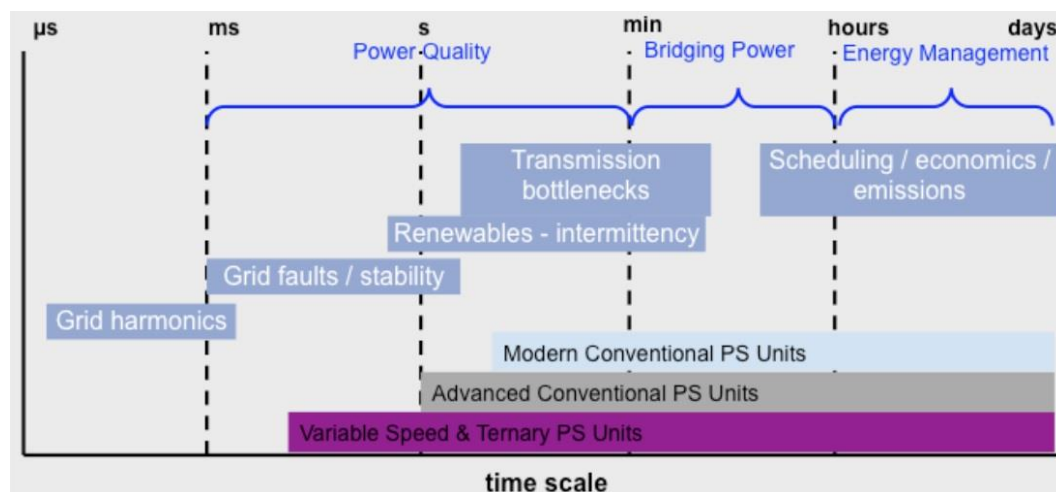 µs ms s min hours days
Power Quality Bridging Power Energy Management
Transmission
bottlenecks
Scheduling / economics /
emissions
Renewables - intermittency
Grid faults / stability
Grid harmonics
Modern Conventional PS Units
Advanced Conventional PS Units
Variable Speed & Ternary PS Units
time scale